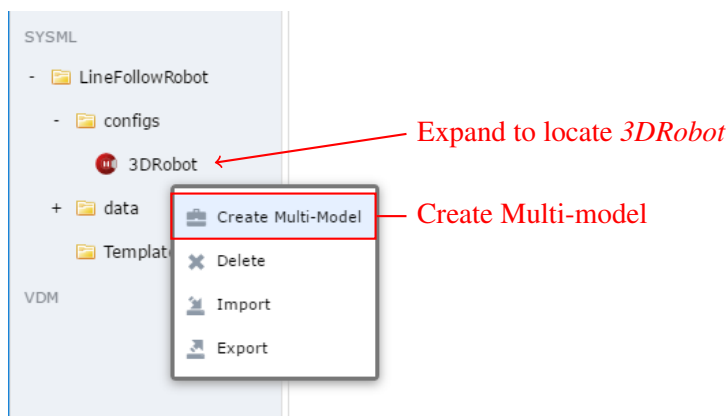 SYSML
- LineFollowRobot
- configs
3DRobot
Expand to locate 3DRobot
+ data
Create Multi-Model
Create Multi-model
Templat
Delete
VDM
Import
Export